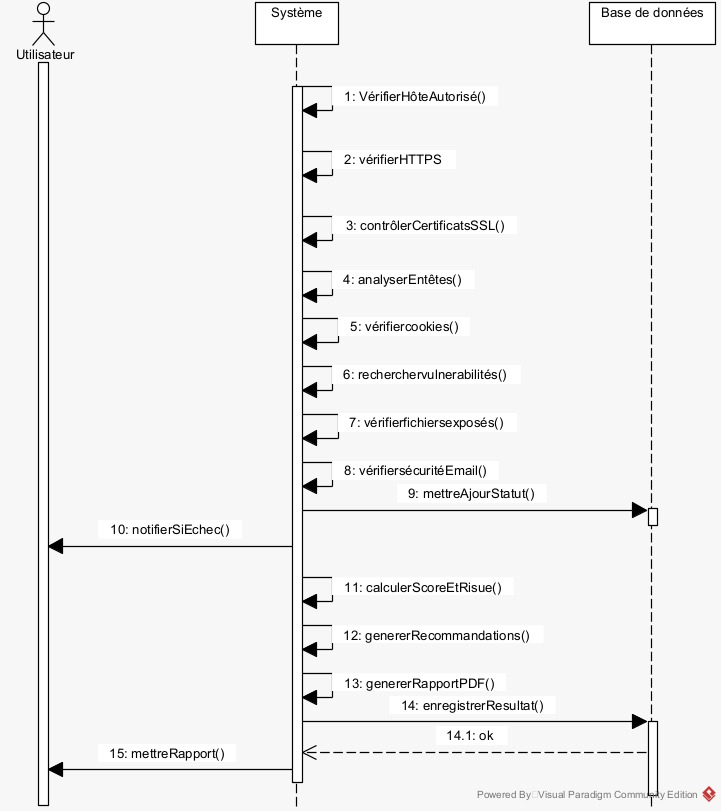 Système
Base de données
Utilisateur
1: VérifierHôteAutorisé()
2: vérifierHTTPS
3: contrôlerCertificatsSSL()
4: analyserEntêtes()
5: vérifiercookies()
6: recherchervulnerabilités()
7: vérifierfichiersexposés()
8: vérifiersécuritéEmail()
9: mettreAjourStatut()
10: notifierSiEchec()
11: calculerScoreEtRisue()
12: genererRecommandations()
13: genererRapportPDF()
14: enregistrerResultat()
14.1: ok
15: mettreRapport()
Powered By Visual Paradigm Community Edition